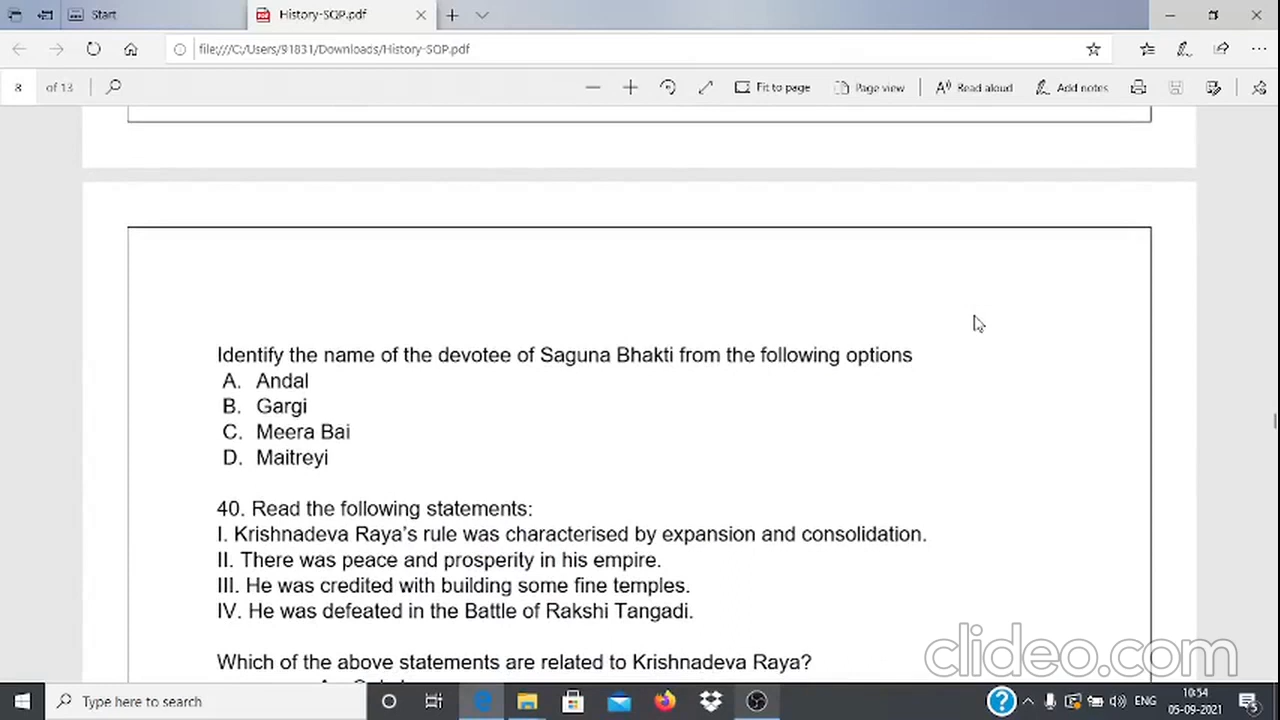 Start
History-SQP.pdf
file:///C:/Users/91831/Downloads/History-SQP.pdf
8 of 13
Fit to page
Page view
Read aloud
Add notes
Identify the name of the devotee of Saguna Bhakti from the following options
A. Andal
B. Gargi
C. Meera Bai
D. Maitreyi
40. Read the following statements:
I. Krishnadeva Raya's rule was characterised by expansion and consolidation.
II. There was peace and prosperity in his empire.
III. He was credited with building some fine temples.
IV. He was defeated in the Battle of Rakshi Tangadi.
Which of the above statements are related to Krishnadeva Raya?
clideo.com
Type here to search
ENG
10:54
05-09-2021
5